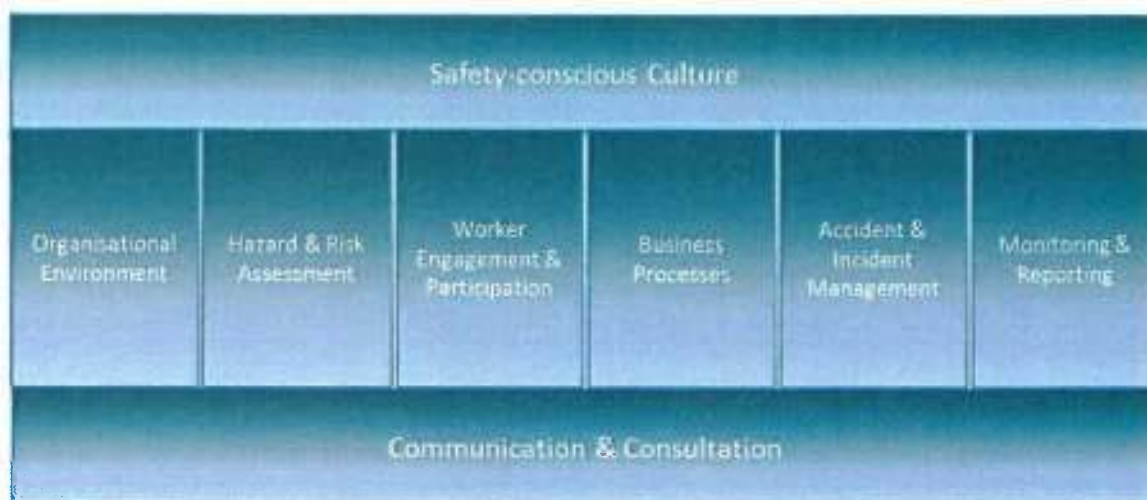 Safety-conscious Culture
Organisational
Environment
Hazard & Risk
Assessment
Worker
Engagement &
Participation
Business
Processes
Accident &
Incident
Management
Monitoring &
Reporting
Communication & Consultation